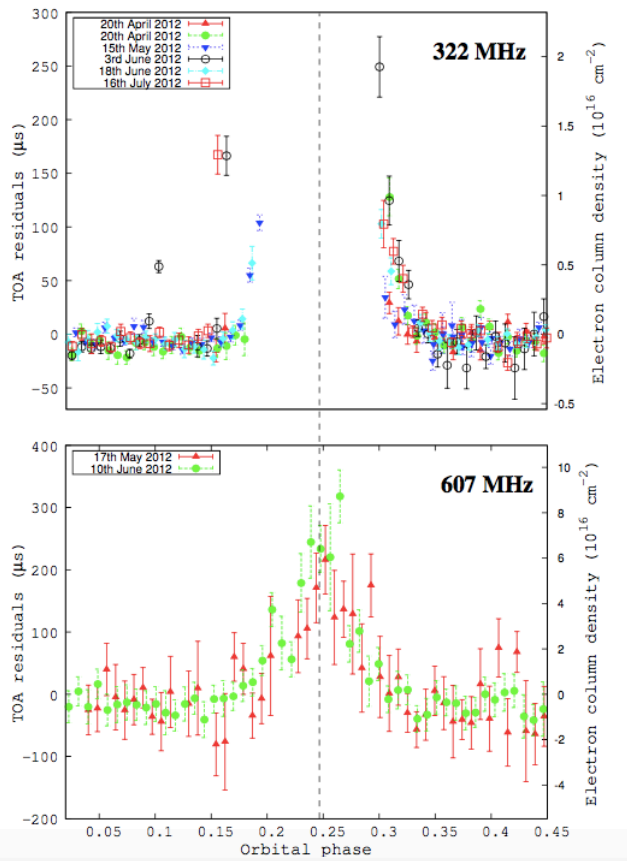 20th April 2012
20th April 2012
15th May 2012
3rd June 2012
18th June 2012
16th July 2012
322 MHz
300
250
200
150
100
50
0
-50
TOA residuals (μs)
2
1.5
1
0.5
0
-0.5
Electron column density (10^16 cm^-2)
17th May 2012
10th June 2012
607 MHz
400
300
200
100
0
-100
-200
TOA residuals (μs)
10
8
6
4
2
0
-2
-4
Electron column density (10^16 cm^-2)
0.05 0.1 0.15 0.2 0.25 0.3 0.35 0.4 0.45
Orbital phase